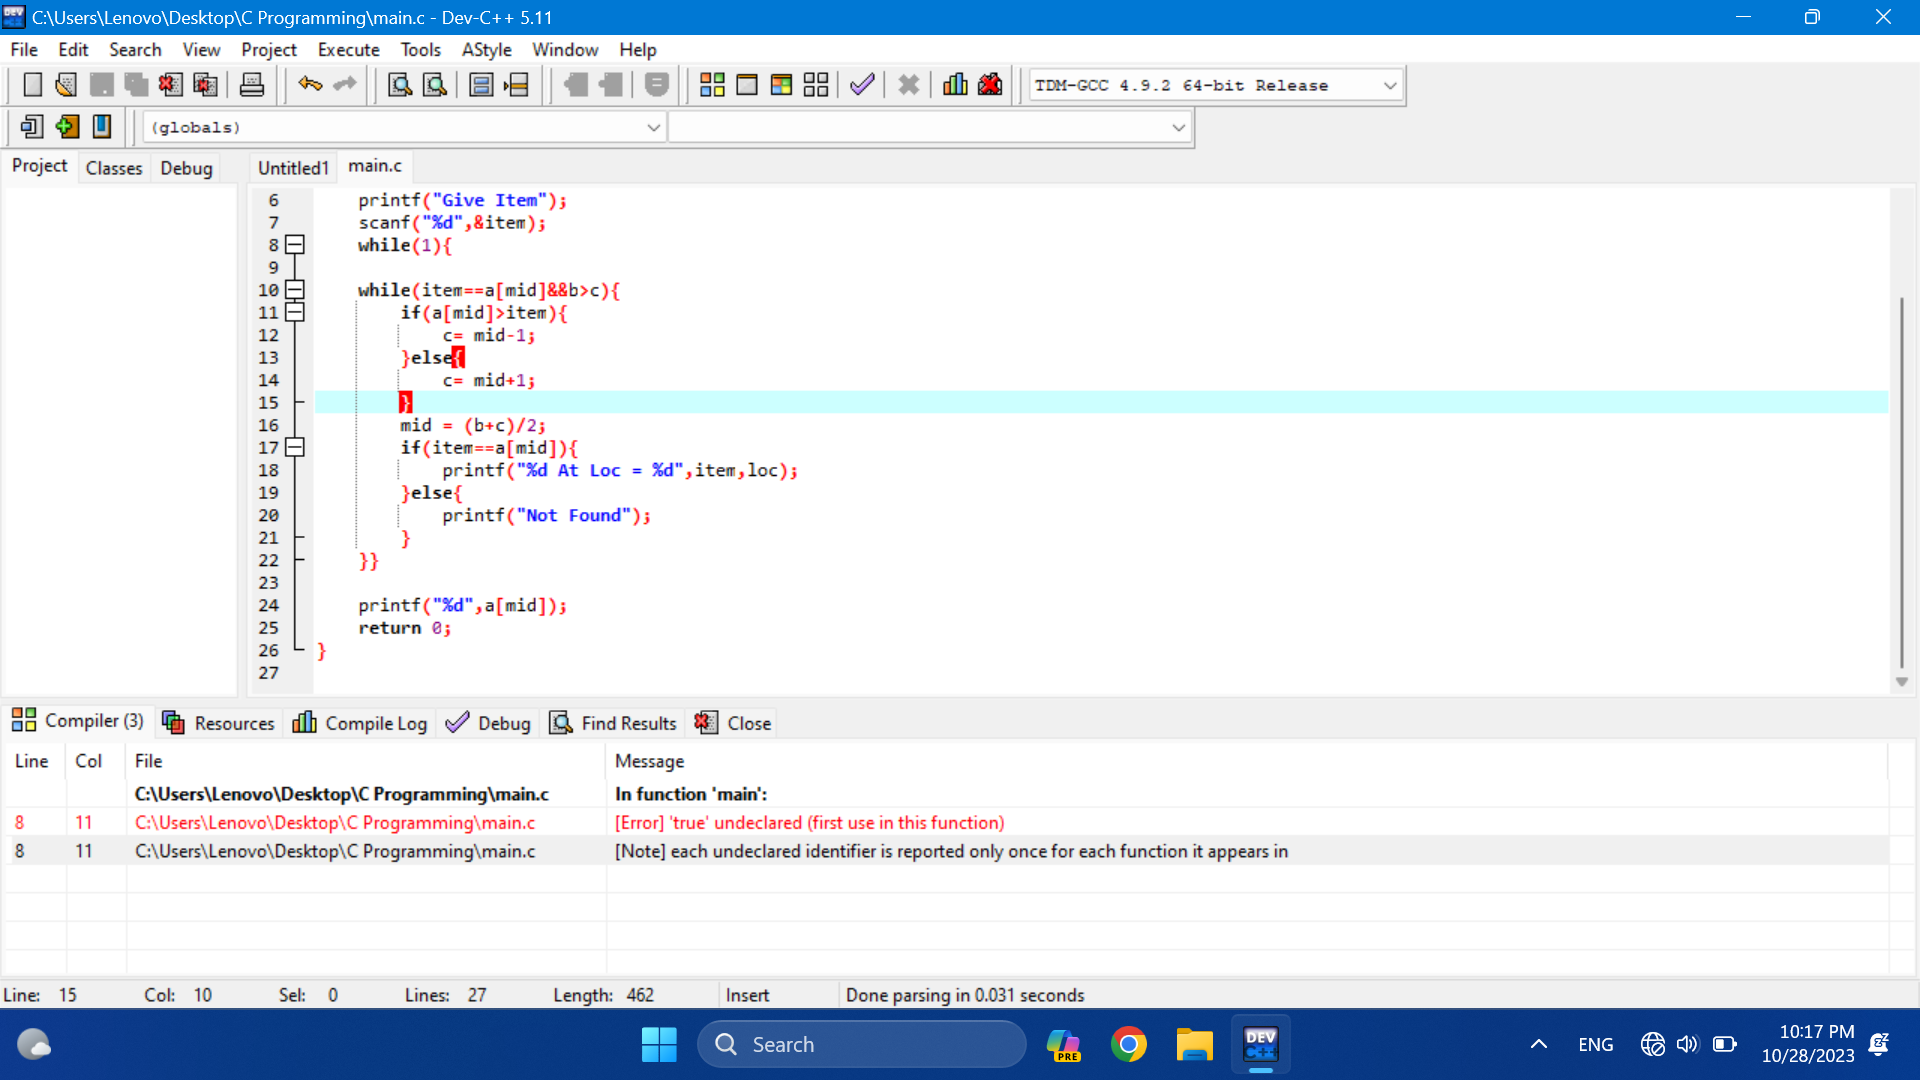 C:\Users\Lenovo\Desktop\C Programming\main.c - Dev-C++ 5.11
File Edit Search View Project Execute Tools AStyle Window Help
TDM-GCC 4.9.2 64-bit Release
(globals)
Project Classes Debug Untitled1 main.c
6 printf("Give Item");
7 scanf("%d",&item);
8 while(1){
9
10 while(item==a[mid]&&b>c){
11 if(a[mid]>item){
12 c= mid-1;
13 }else{
14 c= mid+1;
15 }
16 mid = (b+c)/2;
17 if(item==a[mid]){
18 printf("%d At Loc = %d",item,loc);
19 }else{
20 printf("Not Found");
21 }
22 }}
23
24 printf("%d",a[mid]);
25 return 0;
26 }
27
Compiler (3) Resources Compile Log Debug Find Results Close
Line Col File Message
C:\Users\Lenovo\Desktop\C Programming\main.c In function 'main':
8 11 C:\Users\Lenovo\Desktop\C Programming\main.c [Error] 'true' undeclared (first use in this function)
8 11 C:\Users\Lenovo\Desktop\C Programming\main.c [Note] each undeclared identifier is reported only once for each function it appears in
Line: 15 Col: 10 Sel: 0 Lines: 27 Length: 462 Insert Done parsing in 0.031 seconds
Search PRE DEV C++ ENG 10:17 PM
10/28/2023